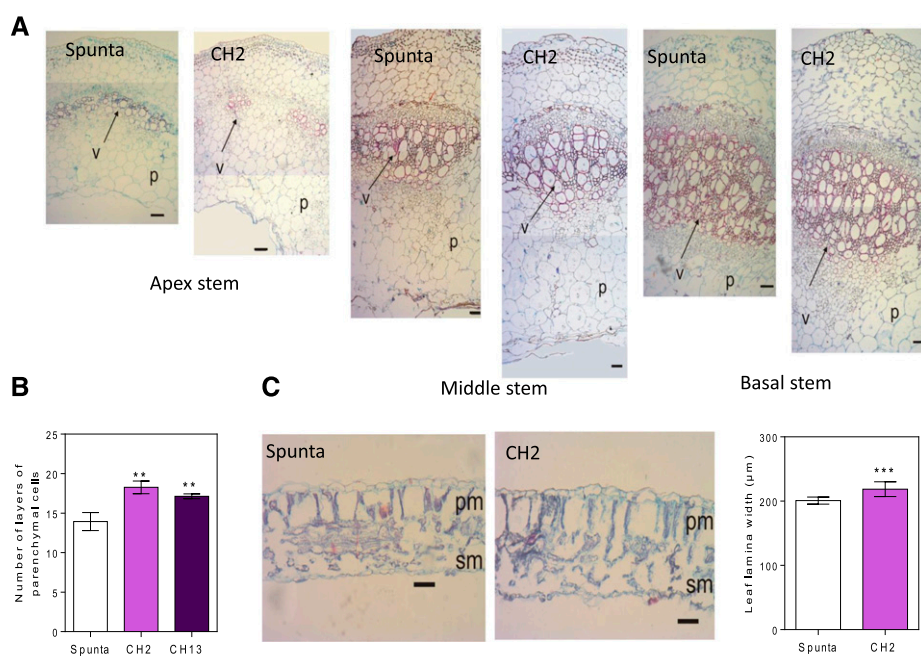 A
Spunta
CH2
Spunta
CH2
Spunta
CH2
v
v
v
v
v
v
p
p
p
p
p
p
Apex stem
Middle stem
Basal stem
B
Number of layers of
parenchymal cells
25
20
15
10
5
0
**
**
Spunta
CH2
CH13
C
Spunta
pm
sm
CH2
pm
sm
Leaf lamina width (µm)
300
200
100
0
***
Spunta
CH2